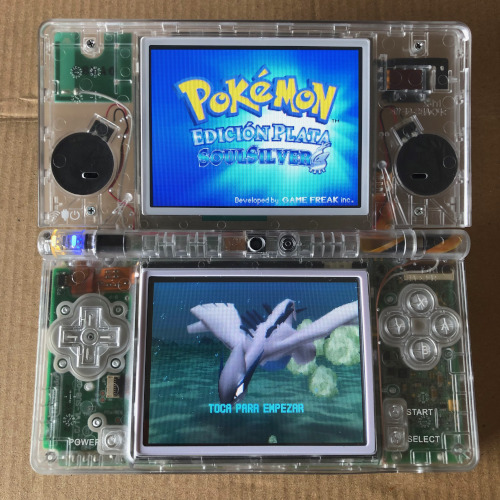 POKÉMON
EDICIÓN PLATA
SOULSILVER
Developed by GAME FREAK inc.
TOCA PARA EMPEZAR
START
POWER
SELECT